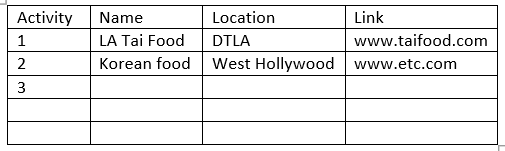 Activity Name Location Link
1 LA Tai Food DTLA www.taifood.com
2 Korean food West Hollywood www.etc.com
3